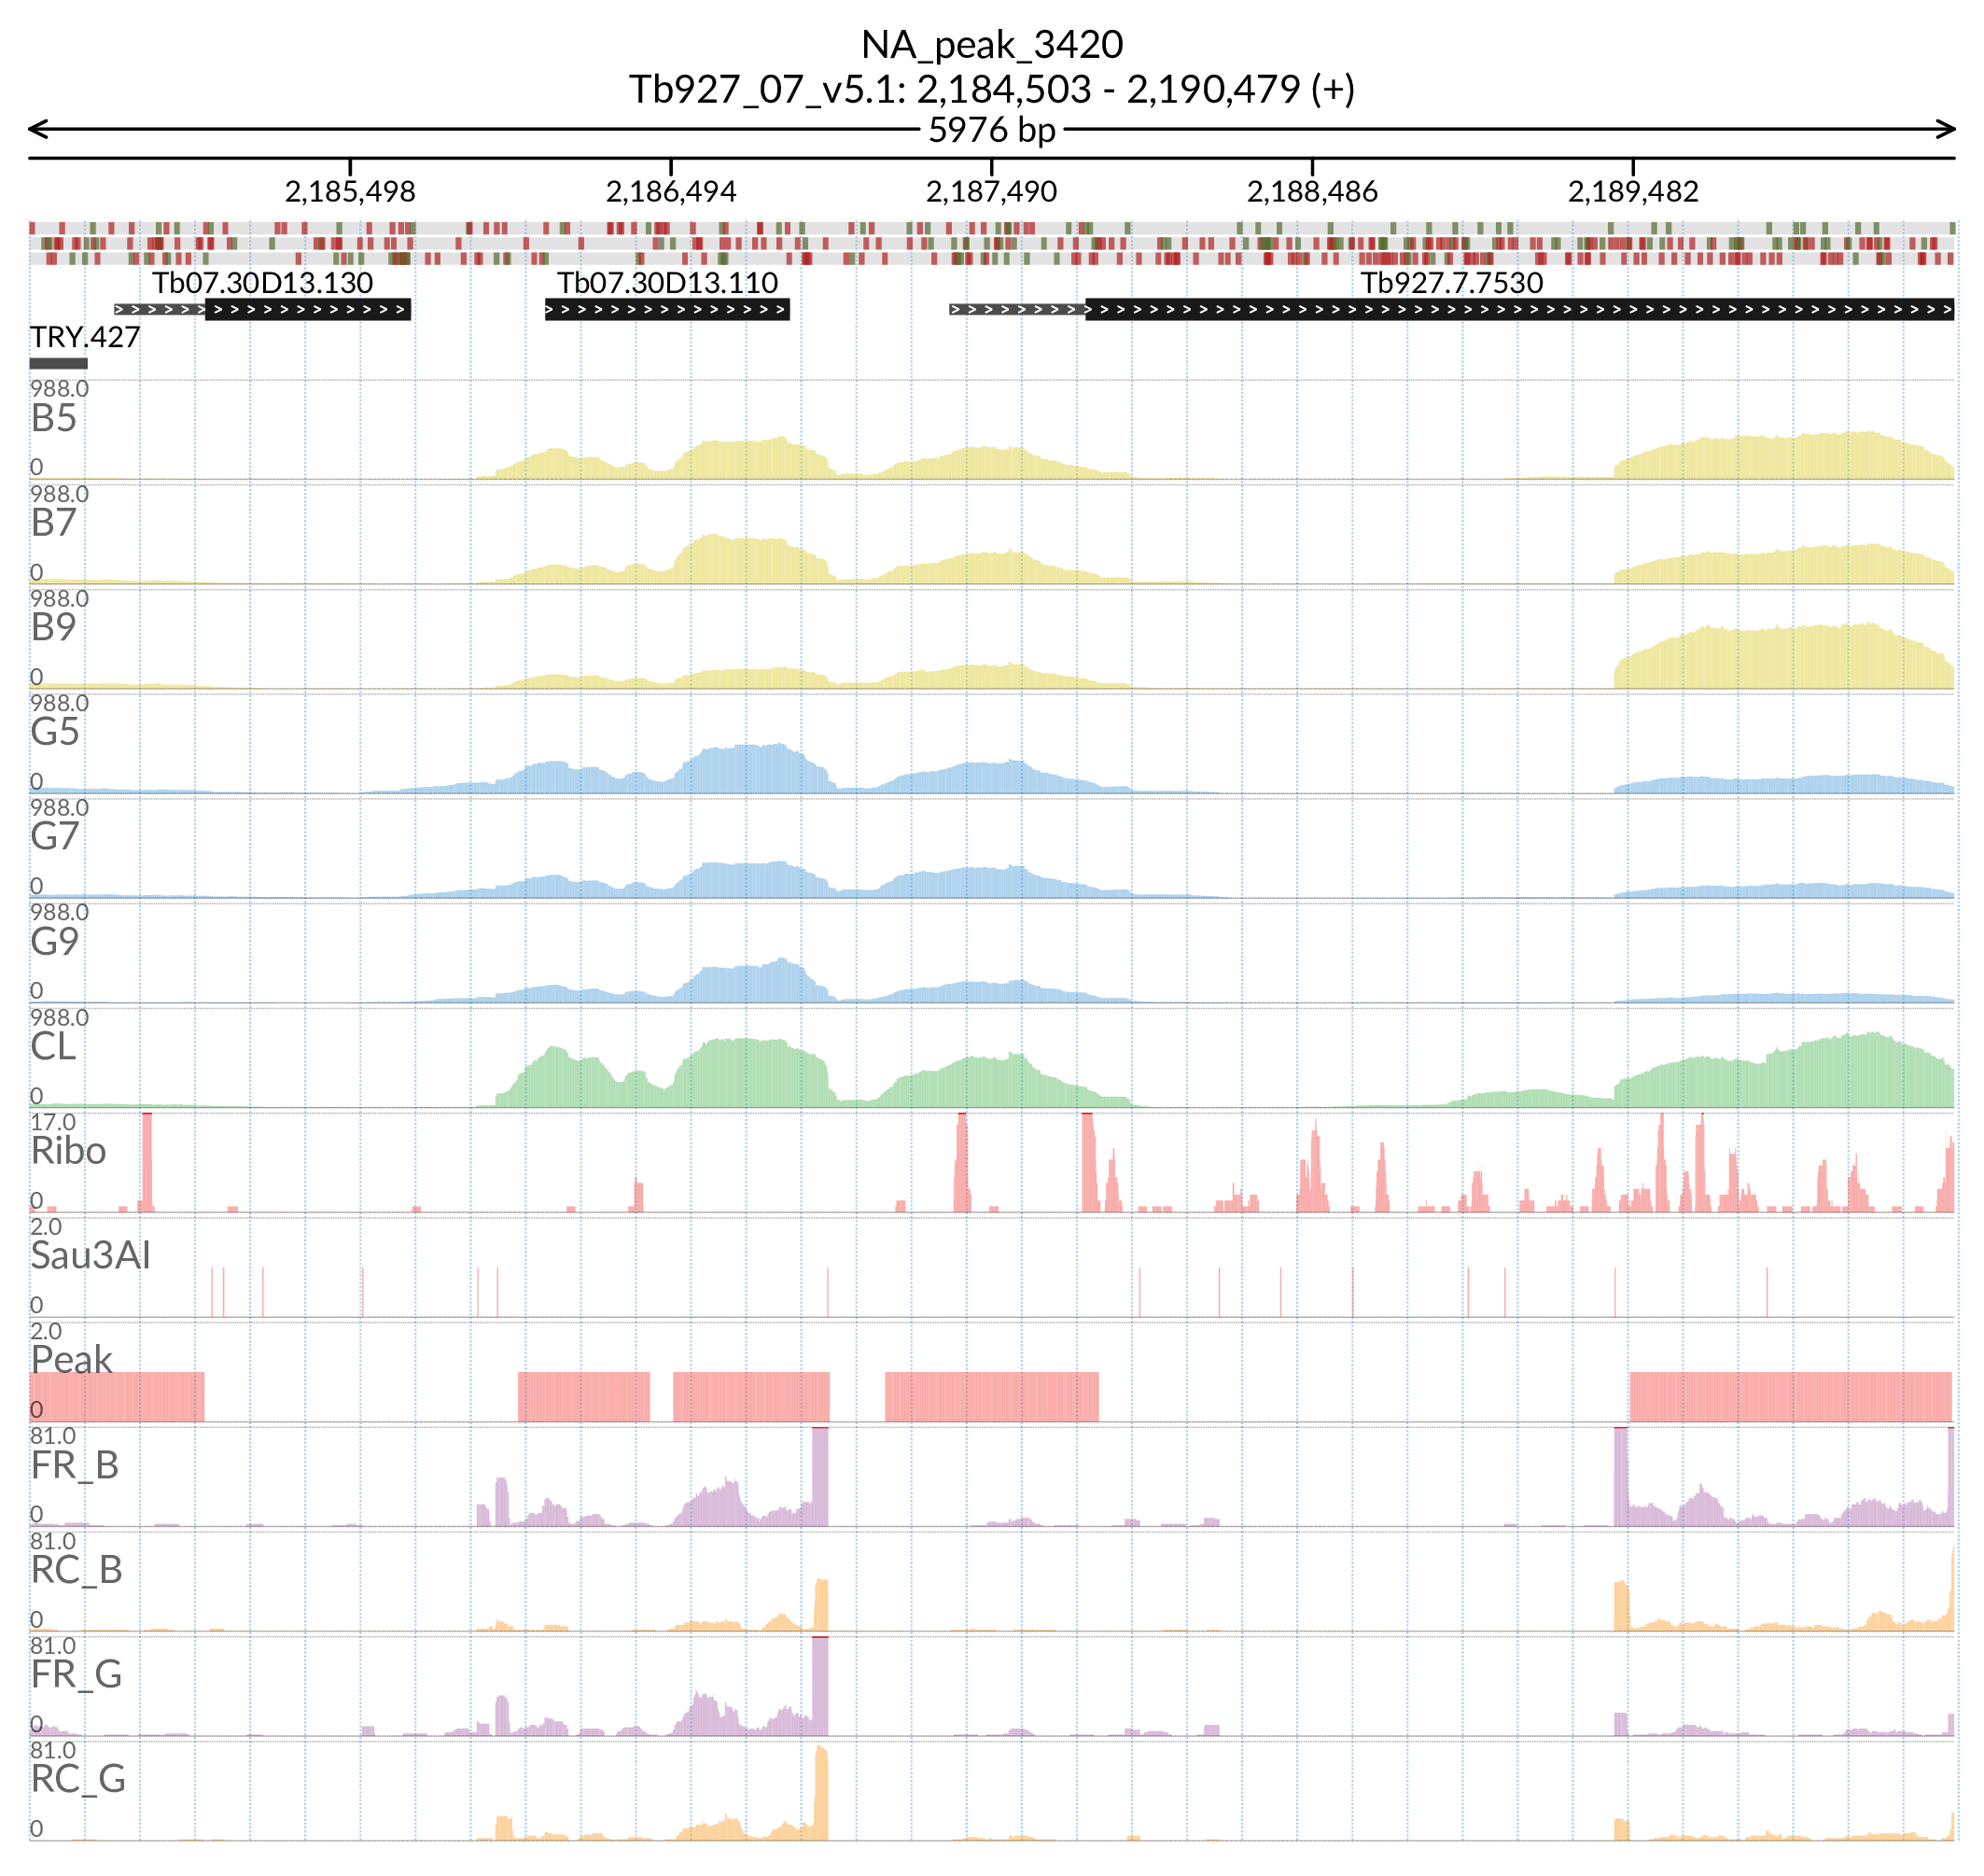 NA_peak_3420
Tb927_07_v5.1: 2,184,503 - 2,190,479 (+)
5976 bp
2,185,498 2,186,494 2,187,490 2,188,486 2,189,482
Tb07.30D13.130 Tb07.30D13.110 Tb927.7.7530
TRY.427
988.0
B5
0
988.0
B7
0
988.0
B9
0
988.0
G5
0
988.0
G7
0
988.0
G9
0
988.0
CL
0
17.0
Ribo
0
2.0
Sau3AI
0
2.0
Peak
0
81.0
FR_B
0
81.0
RC_B
0
81.0
FR_G
0
81.0
RC_G
0